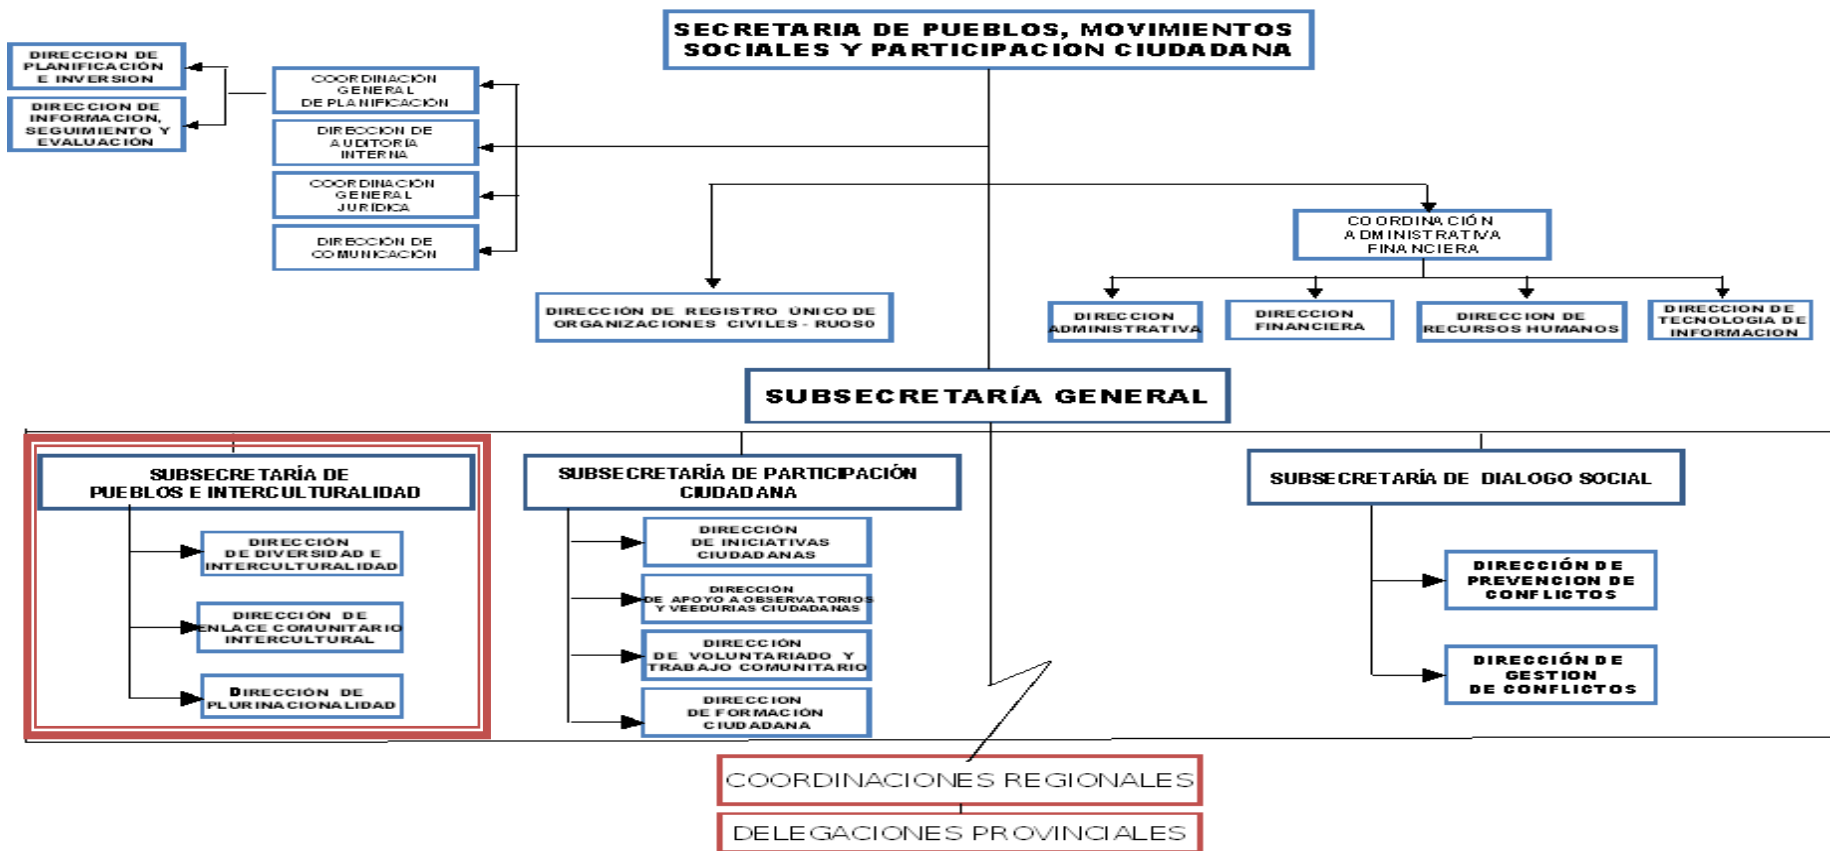 SECRETARIA DE PUEBLOS, MOVIMIENTOS
SOCIALES Y PARTICIPACION CIUDADANA
DIRECCION DE
PLANIFICACIÓN
E INVERSION
DIRECCION DE
INFORMACION,
SEGUIMIENTO Y
EVALUACIÓN
COORDINACIÓN
GENERAL
DE PLANIFICACIÓN
DIRECCIÓN DE
AUDITORÍA
INTERNA
COORDINACIÓN
GENERAL
JURÍDICA
DIRECCIÓN DE
COMUNICACIÓN
COORDINACIÓN
ADMINISTRATIVA
FINANCIERA
DIRECCIÓN DE REGISTRO ÚNICO DE
ORGANIZACIONES CIVILES - RUOS0
DIRECCION
ADMINISTRATIVA
DIRECCION
FINANCIERA
DIRECCION DE
RECURSOS HUMANOS
DIRECCION DE
TECNOLOGIA DE
INFORMACION
SUBSECRETARÍA GENERAL
SUBSECRETARÍA DE
PUEBLOS E INTERCULTURALIDAD
DIRECCIÓN
DE DIVERSIDAD E
INTERCULTURALIDAD
DIRECCIÓN DE
ENLACE COMUNITARIO
INTERCULTURAL
DIRECCIÓN DE
PLURINACIONALIDAD
SUBSECRETARÍA DE PARTICIPACIÓN
CIUDADANA
DIRECCIÓN
DE INICIATIVAS
CIUDADANAS
DIRECCIÓN
DE APOYO A OBSERVATORIOS
Y VEEDURIAS CIUDADANAS
DIRECCIÓN
DE VOLUNTARIADO Y
TRABAJO COMUNITARIO
DIRECCION
DE FORMACIÓN
CIUDADANA
SUBSECRETARÍA DE DIALOGO SOCIAL
DIRECCIÓN DE
PREVENCION DE
CONFLICTOS
DIRECCIÓN DE
GESTION
DE CONFLICTOS
COORDINACIONES REGIONALES
DELEGACIONES PROVINCIALES